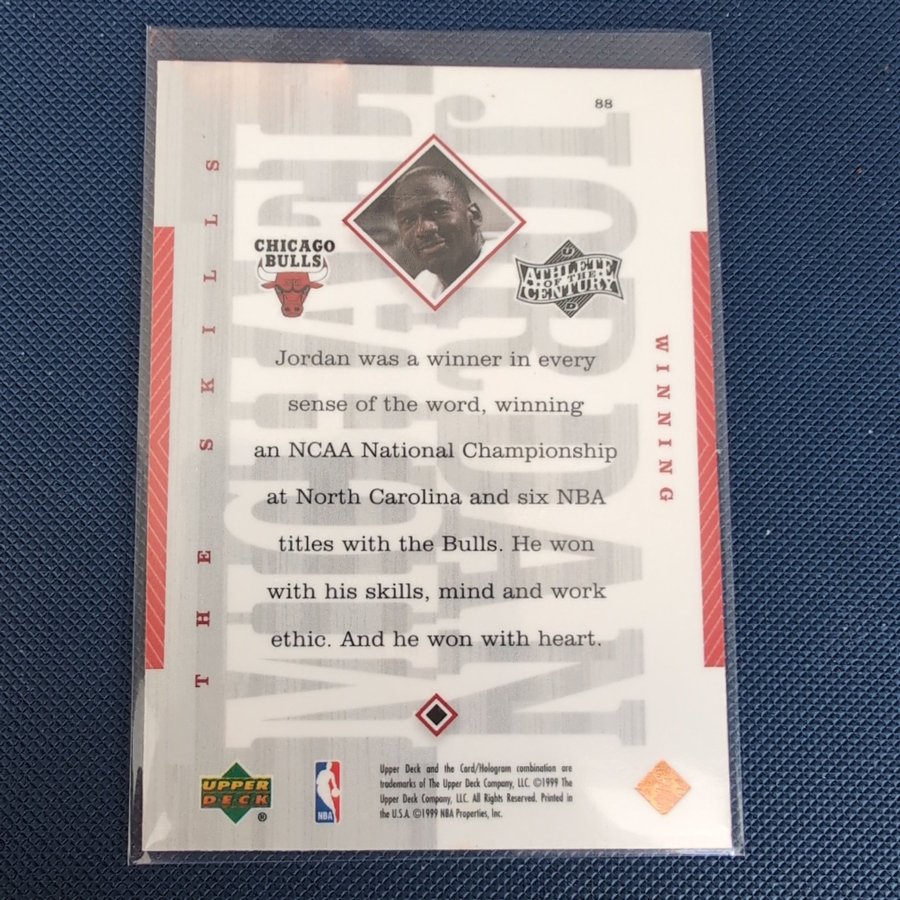 88
THE SKILLS
MICHAEL
JORDAN
CHICAGO
BULLS
U
ATHLETE
OF THE
CENTURY
D
WINNING
Jordan was a winner in every
sense of the word, winning
an NCAA National Championship
at North Carolina and six NBA
titles with the Bulls. He won
with his skills, mind and work
ethic. And he won with heart.
UPPER
DECK
®
NBA
Upper Deck and the Card/Hologram combination are
trademarks of The Upper Deck Company, LLC. ©1999 The
Upper Deck Company, LLC. All Rights Reserved. Printed in
the U.S.A. ©1999 NBA Properties, Inc.